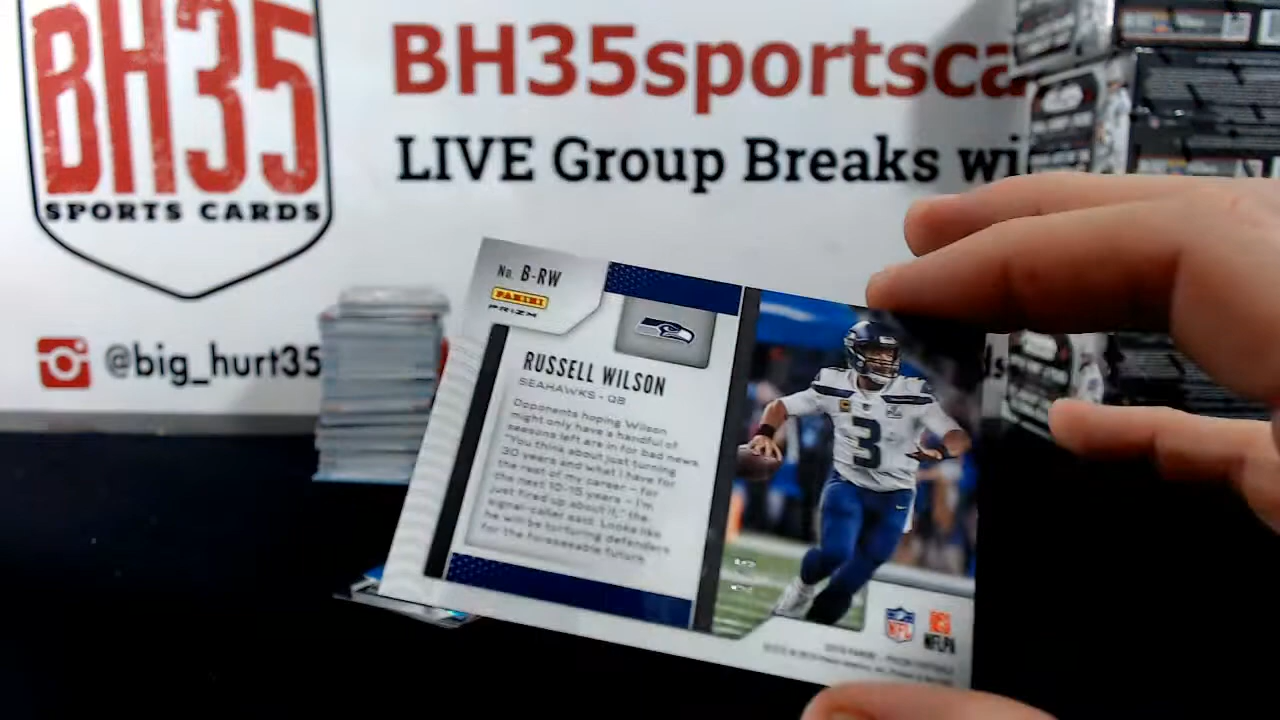 BH35
SPORTS CARDS
BH35sportsca
LIVE Group Breaks wi
@big_hurt35
No. B-RW
PANINI
PRIZM
RUSSELL WILSON
SEAHAWKS • QB
Opponents hoping Wilson
might only have a handful of
seasons left are in for bad news.
"You think about just turning
30 years and what I have for
the rest of my career – for
the next 10-15 years – I'm
just fired up about it," the
signal-caller said. Looks like
he will be torturing defenders
for the foreseeable future.
3
NFL
NFLPA